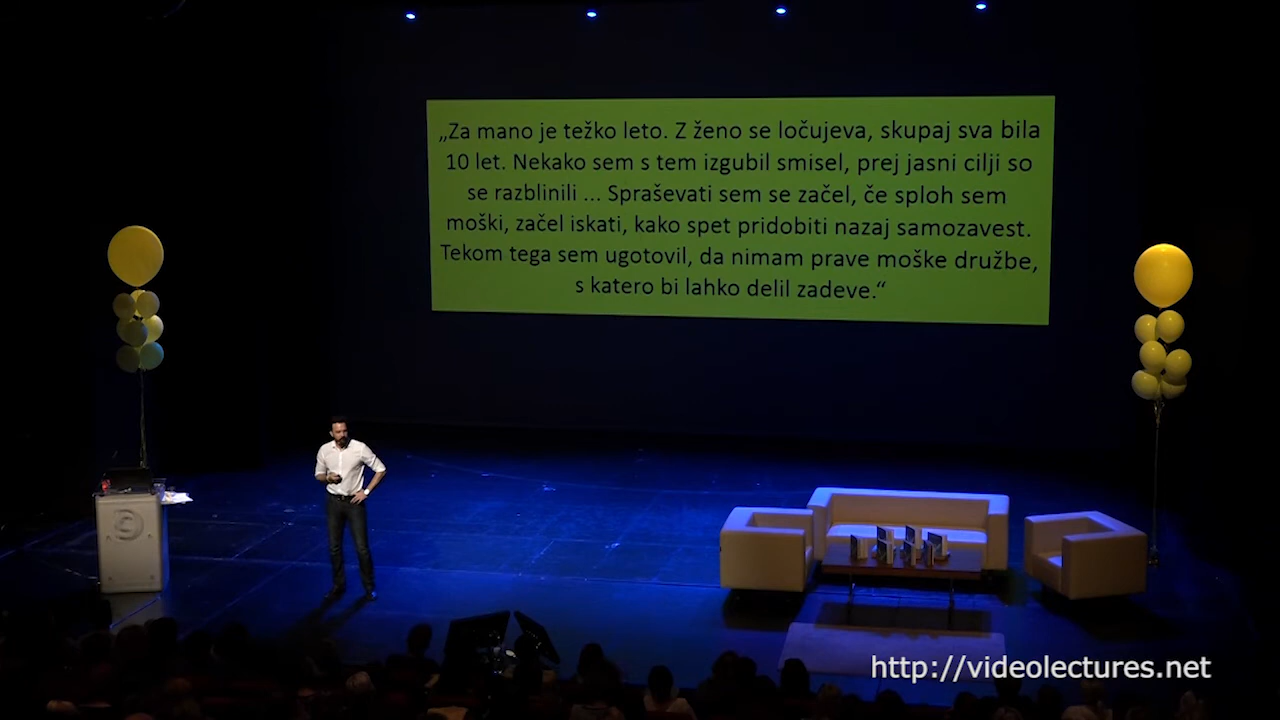 „Za mano je težko leto. Z ženo se ločujeva, skupaj sva bila
10 let. Nekako sem s tem izgubil smisel, prej jasni cilji so
se razblinili ... Spraševati sem se začel, če sploh sem
moški, začel iskati, kako spet pridobiti nazaj samozavest.
Tekom tega sem ugotovil, da nimam prave moške družbe,
s katero bi lahko delil zadeve.“
http://videolectures.net